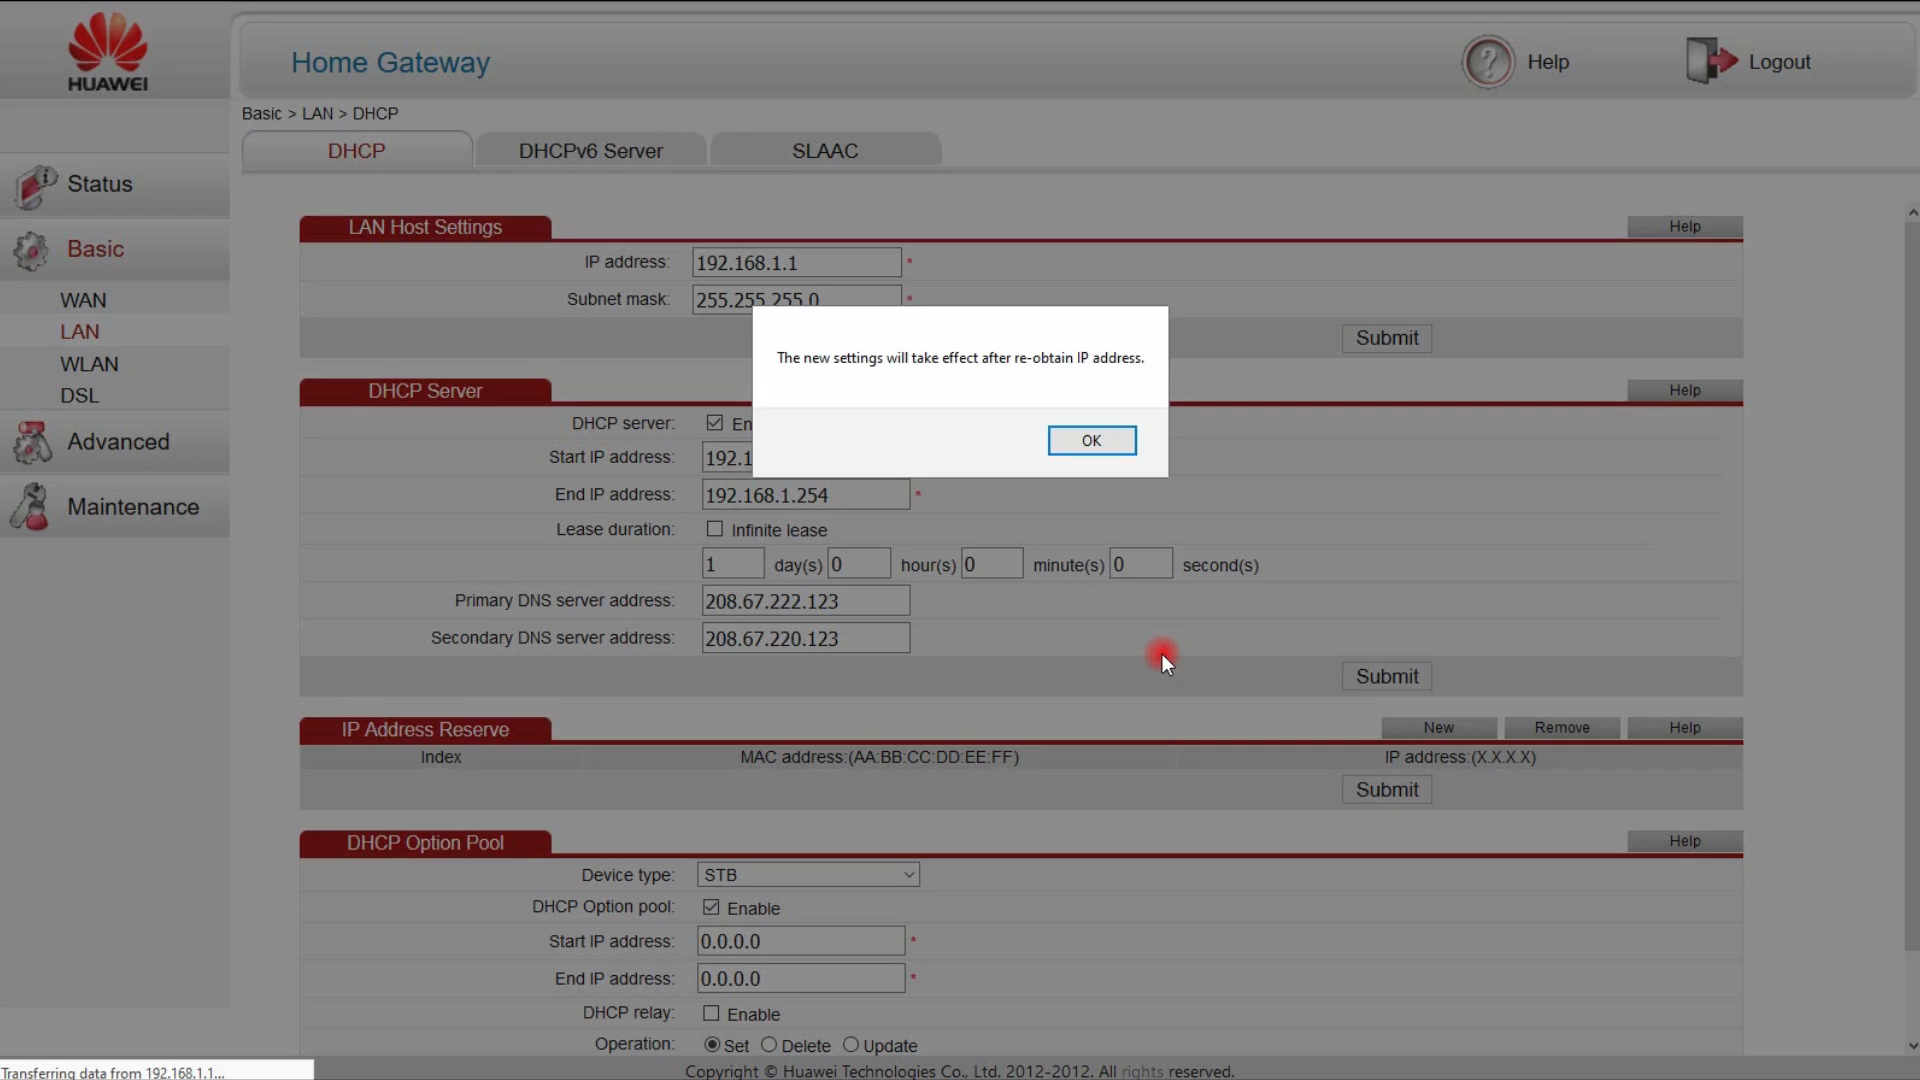 HUAWEI
Home Gateway
Help
Logout
Basic > LAN > DHCP
DHCP
DHCPv6 Server
SLAAC
Status
Basic
WAN
LAN
WLAN
DSL
Advanced
Maintenance
LAN Host Settings
Help
IP address: 192.168.1.1 *
Subnet mask: 255.255.255.0 *
Submit
The new settings will take effect after re-obtain IP address.
OK
DHCP Server
Help
DHCP server: En
Start IP address: 192.1
End IP address: 192.168.1.254 *
Lease duration: Infinite lease
1 day(s) 0 hour(s) 0 minute(s) 0 second(s)
Primary DNS server address: 208.67.222.123
Secondary DNS server address: 208.67.220.123
Submit
IP Address Reserve
New
Remove
Help
Index
MAC address:(AA:BB:CC:DD:EE:FF)
IP address:(X.X.X.X)
Submit
DHCP Option Pool
Help
Device type: STB
DHCP Option pool: Enable
Start IP address: 0.0.0.0 *
End IP address: 0.0.0.0 *
DHCP relay: Enable
Operation: Set Delete Update
Transferring data from 192.168.1.1...
Copyright © Huawei Technologies Co., Ltd. 2012-2012. All rights reserved.